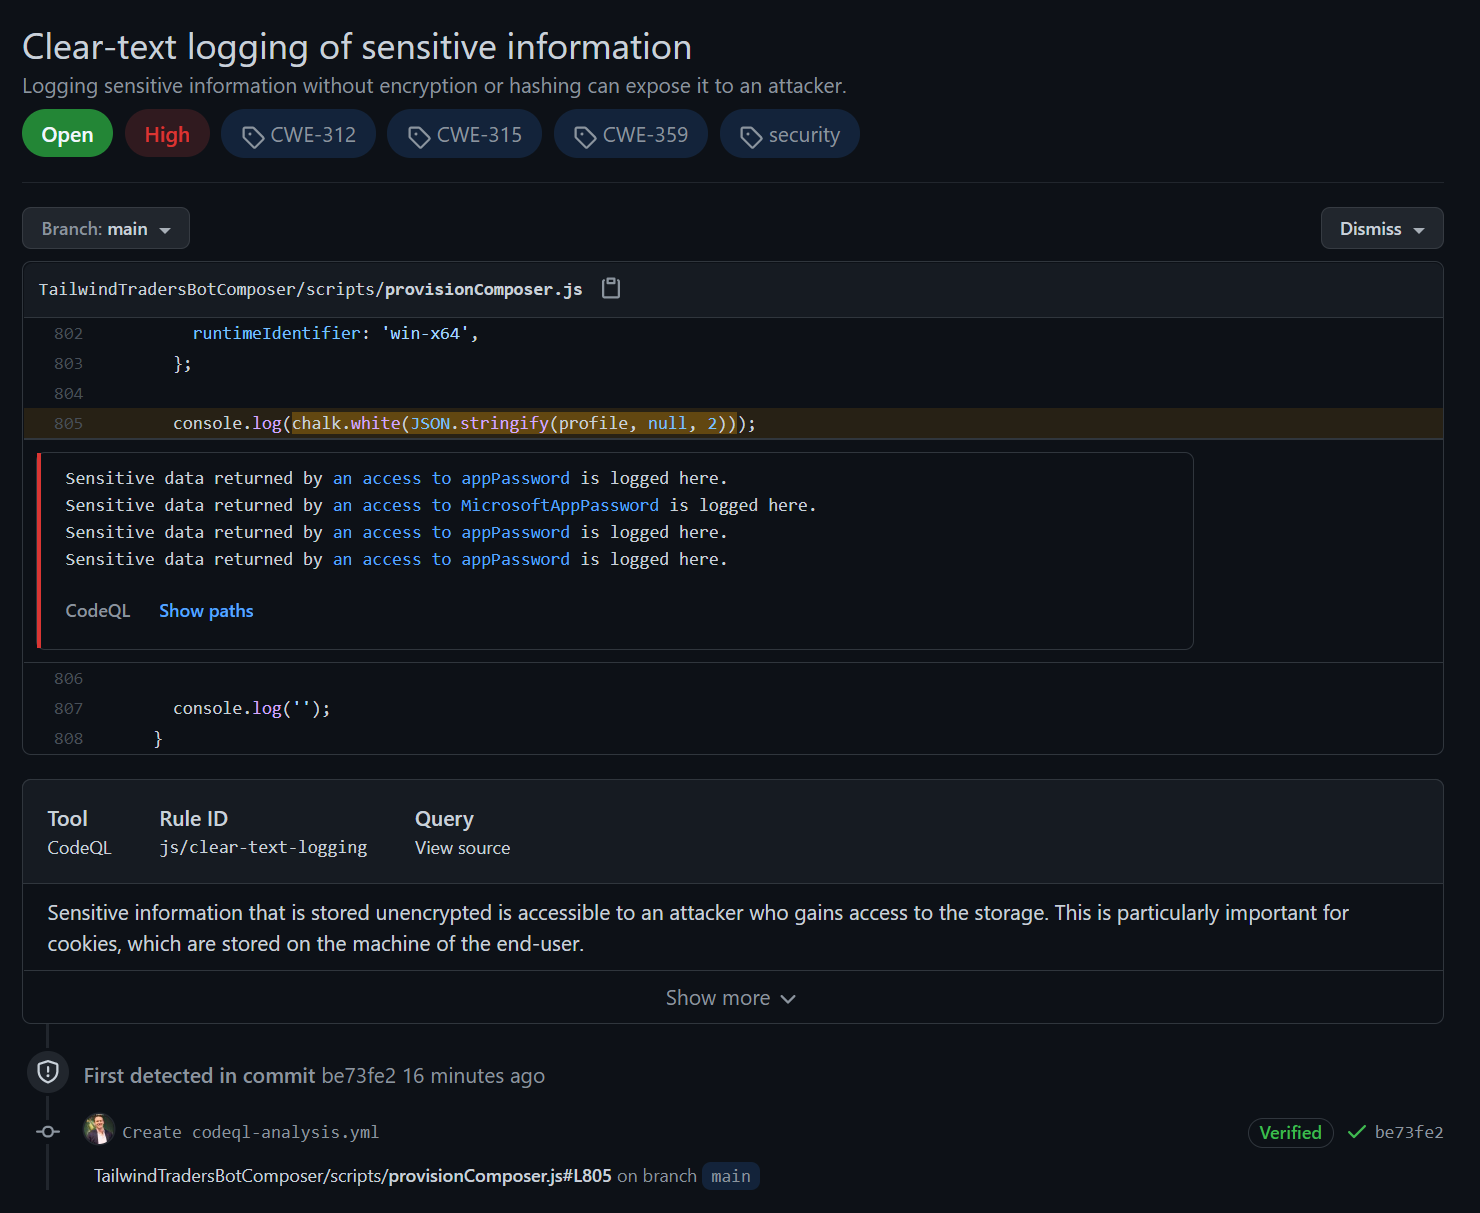 Clear-text logging of sensitive information
Logging sensitive information without encryption or hashing can expose it to an attacker.
Open High CWE-312 CWE-315 CWE-359 security
Branch: main Dismiss
TailwindTradersBotComposer/scripts/provisionComposer.js
802 runtimeIdentifier: 'win-x64',
803 };
804
805 console.log(chalk.white(JSON.stringify(profile, null, 2)));
Sensitive data returned by an access to appPassword is logged here.
Sensitive data returned by an access to MicrosoftAppPassword is logged here.
Sensitive data returned by an access to appPassword is logged here.
Sensitive data returned by an access to appPassword is logged here.
CodeQL Show paths
806
807 console.log('');
808 }
Tool Rule ID Query
CodeQL js/clear-text-logging View source
Sensitive information that is stored unencrypted is accessible to an attacker who gains access to the storage. This is particularly important for
cookies, which are stored on the machine of the end-user.
Show more
First detected in commit be73fe2 16 minutes ago
Create codeql-analysis.yml Verified be73fe2
TailwindTradersBotComposer/scripts/provisionComposer.js#L805 on branch main